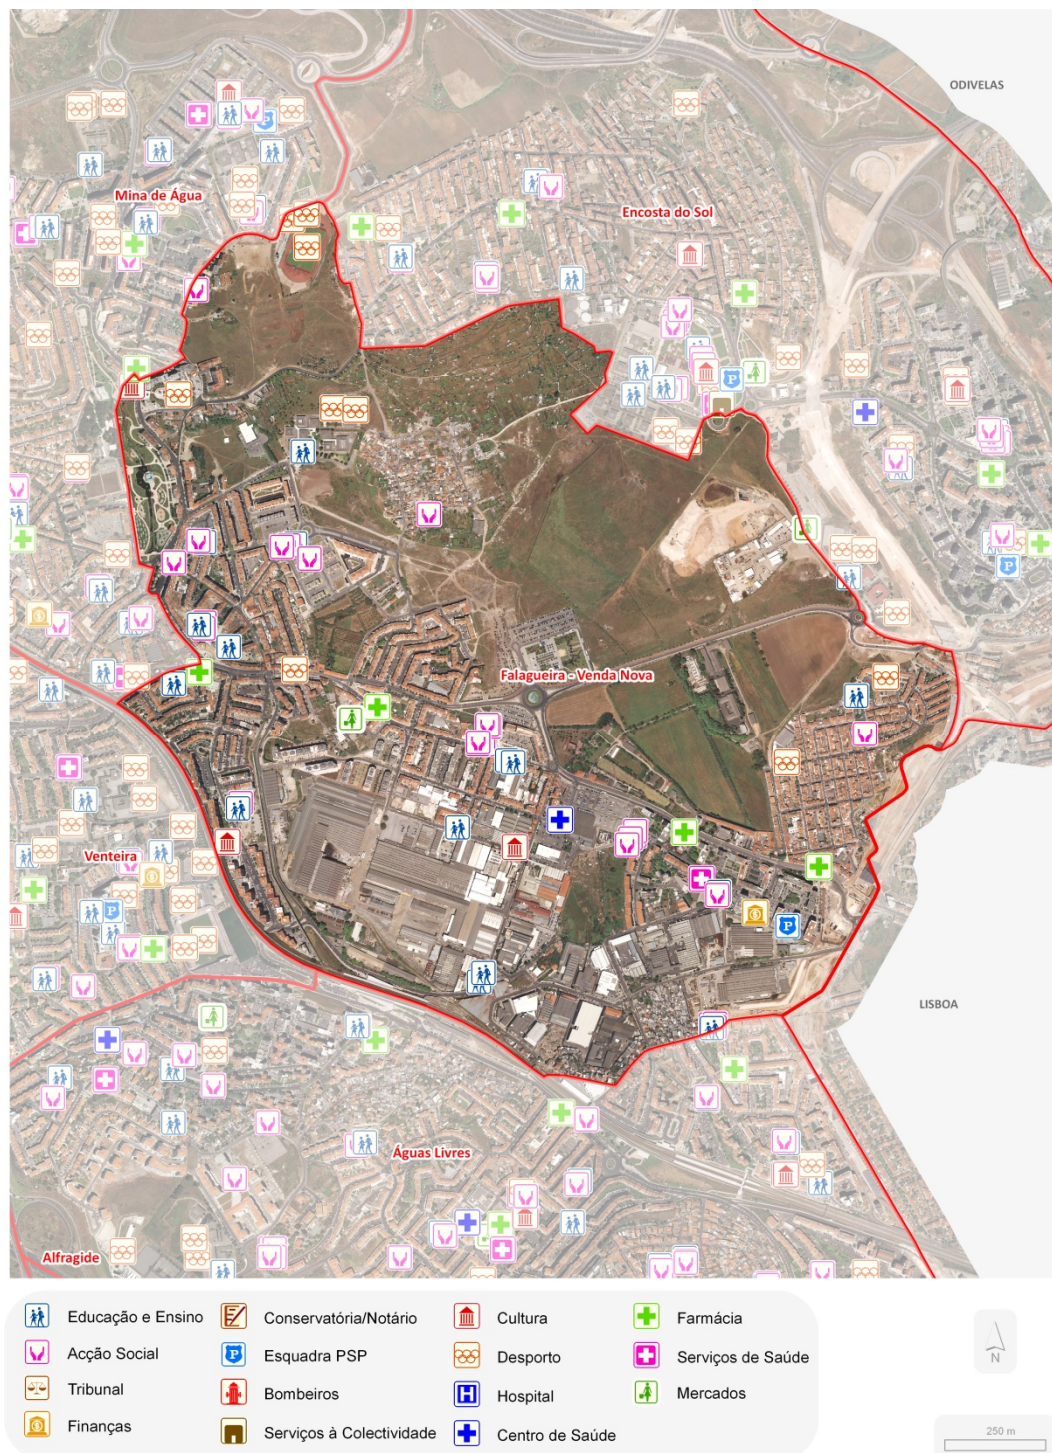 ODIVELAS
Mina de Água
Encosta do Sol
Falagueira - Venda Nova
Venteira
LISBOA
Águas Livres
Alfragide
Educação e Ensino
Conservatória/Notário
Cultura
Farmácia
Acção Social
Esquadra PSP
Desporto
Serviços de Saúde
Tribunal
Bombeiros
Hospital
Mercados
Finanças
Serviços à Colectividade
Centro de Saúde
N
250 m